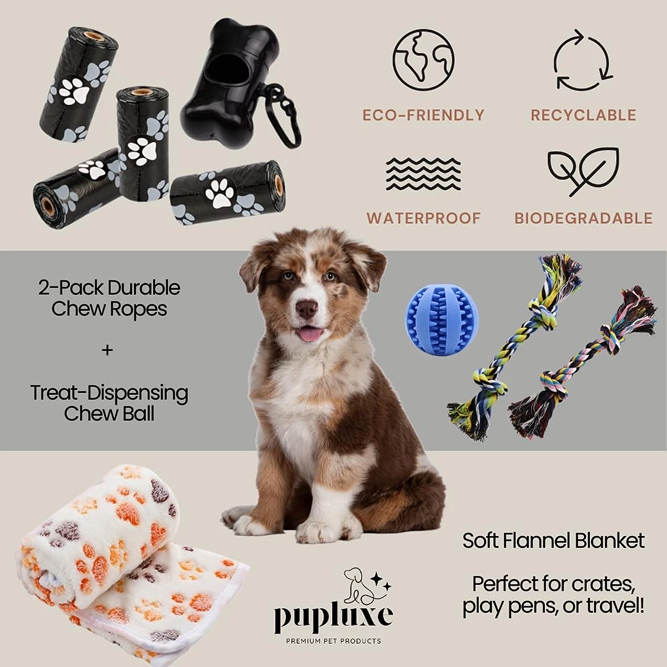 ECO-FRIENDLY
RECYCLABLE
WATERPROOF
BIODEGRADABLE
2-Pack Durable
Chew Ropes
+
Treat-Dispensing
Chew Ball
Soft Flannel Blanket
Perfect for crates,
play pens, or travel!
pupluxe
PREMIUM PET PRODUCTS